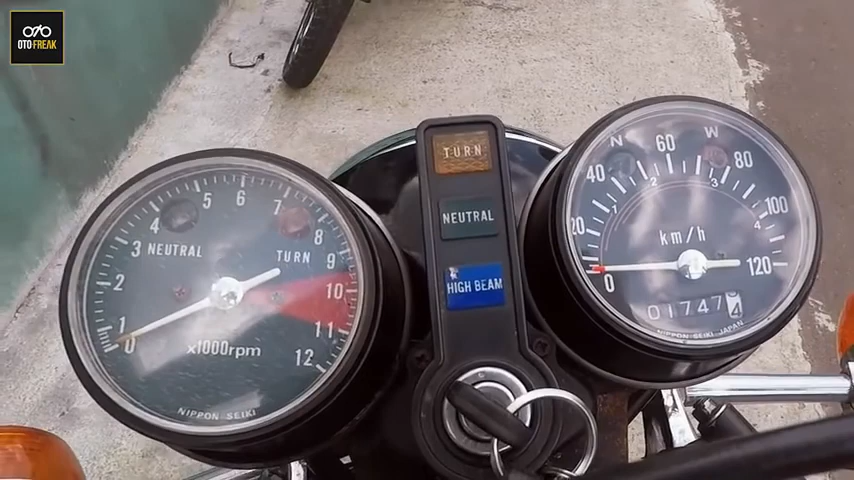 OTO FREAK
TURN
NEUTRAL
HIGH BEAM
0 1 2 3 4 5 6 7 8 9 10 11 12
NEUTRAL
TURN
x1000rpm
NIPPON SEIKI
N W
0 20 40 60 80 100 120
1 2 3 4
km/h
01747 4
NIPPON SEIKI JAPAN